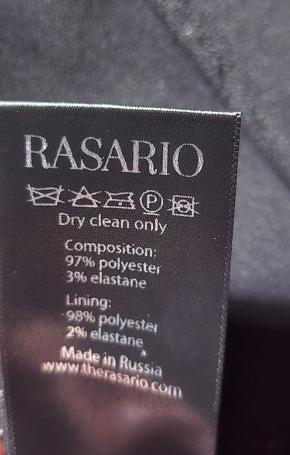 RASARIO
P
Dry clean only
Composition:
97% polyester
3% elastane
Lining:
98% polyester
2% elastane
Made in Russia
www.therasario.com